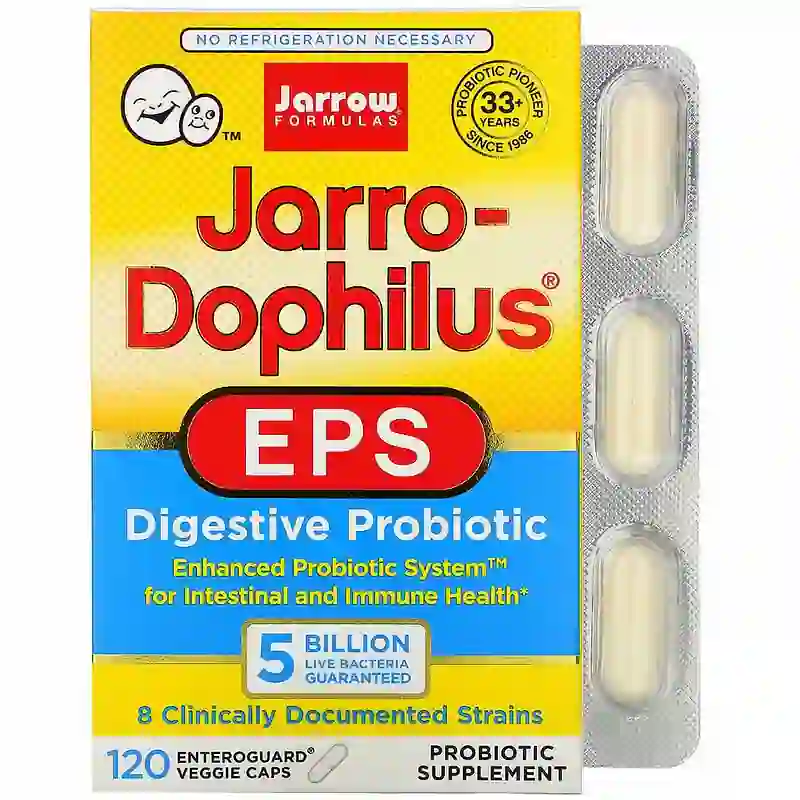 NO REFRIGERATION NECESSARY
™
Jarrow
FORMULAS®
PROBIOTIC PIONEER
33+
YEARS
SINCE 1986
Jarro-
Dophilus®
EPS
Digestive Probiotic
Enhanced Probiotic System™
for Intestinal and Immune Health*
5 BILLION
LIVE BACTERIA
GUARANTEED
8 Clinically Documented Strains
120 ENTEROGUARD®
VEGGIE CAPS
PROBIOTIC
SUPPLEMENT